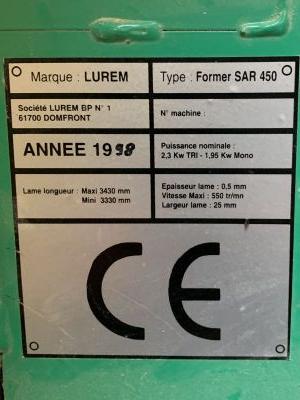 Marque : LUREM
Type : Former SAR 450
Société LUREM BP N° 1
61700 DOMFRONT
N° machine :
ANNEE 1998
Puissance nominale :
2,3 Kw TRI - 1,95 Kw Mono
Lame longueur : Maxi 3430 mm
Mini 3330 mm
Epaisseur lame : 0,5 mm
Vitesse Maxi : 550 tr/mn
Largeur lame : 25 mm
CE